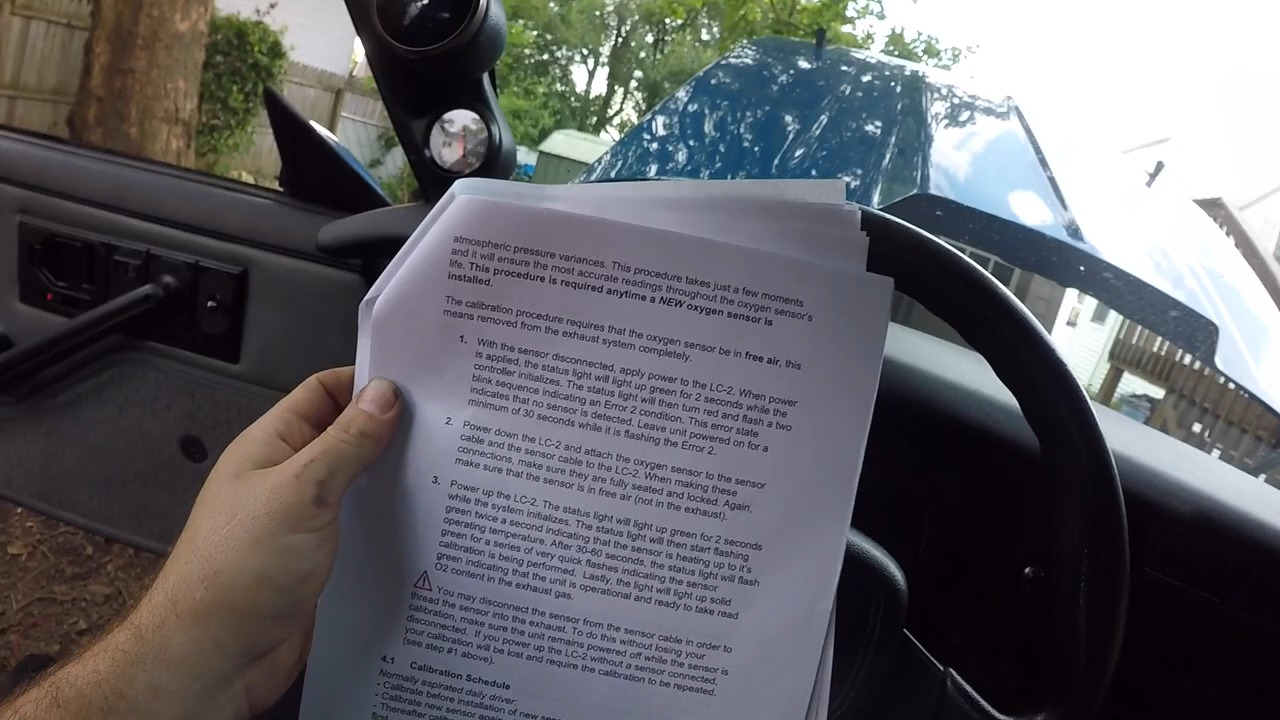 atmospheric pressure variances. This procedure takes just a few moments
and it will ensure the most accurate readings throughout the oxygen sensor's
life. This procedure is required anytime a NEW oxygen sensor is
installed.
The calibration procedure requires that the oxygen sensor be in free air, this
means removed from the exhaust system completely.
1. With the sensor disconnected, apply power to the LC-2. When power
is applied, the status light will light up green for 2 seconds while the
controller initializes. The status light will then turn red and flash a two
blink sequence indicating an Error 2 condition. This error state
indicates that no sensor is detected. Leave unit powered on for a
minimum of 30 seconds while it is flashing the Error 2.
2. Power down the LC-2 and attach the oxygen sensor to the sensor
cable and the sensor cable to the LC-2. When making these
connections, make sure they are fully seated and locked. Again,
make sure that the sensor is in free air (not in the exhaust).
3. Power up the LC-2. The status light will light up green for 2 seconds
while the system initializes. The status light will then start flashing
green twice a second indicating that the sensor is heating up to it's
operating temperature. After 30-60 seconds, the status light will flash
green for a series of very quick flashes indicating the sensor
calibration is being performed. Lastly, the light will light up solid
green indicating that the unit is operational and ready to take read
O2 content in the exhaust gas.
You may disconnect the sensor from the sensor cable in order to
thread the sensor into the exhaust. To do this without losing your
calibration, make sure the unit remains powered off while the sensor is
disconnected. If you power up the LC-2 without a sensor connected,
your calibration will be lost and require the calibration to be repeated.
(see step #1 above).
4.1 Calibration Schedule
Normally aspirated daily driver:
- Calibrate before installation of new
- Calibrate new sensor
- Thereafter